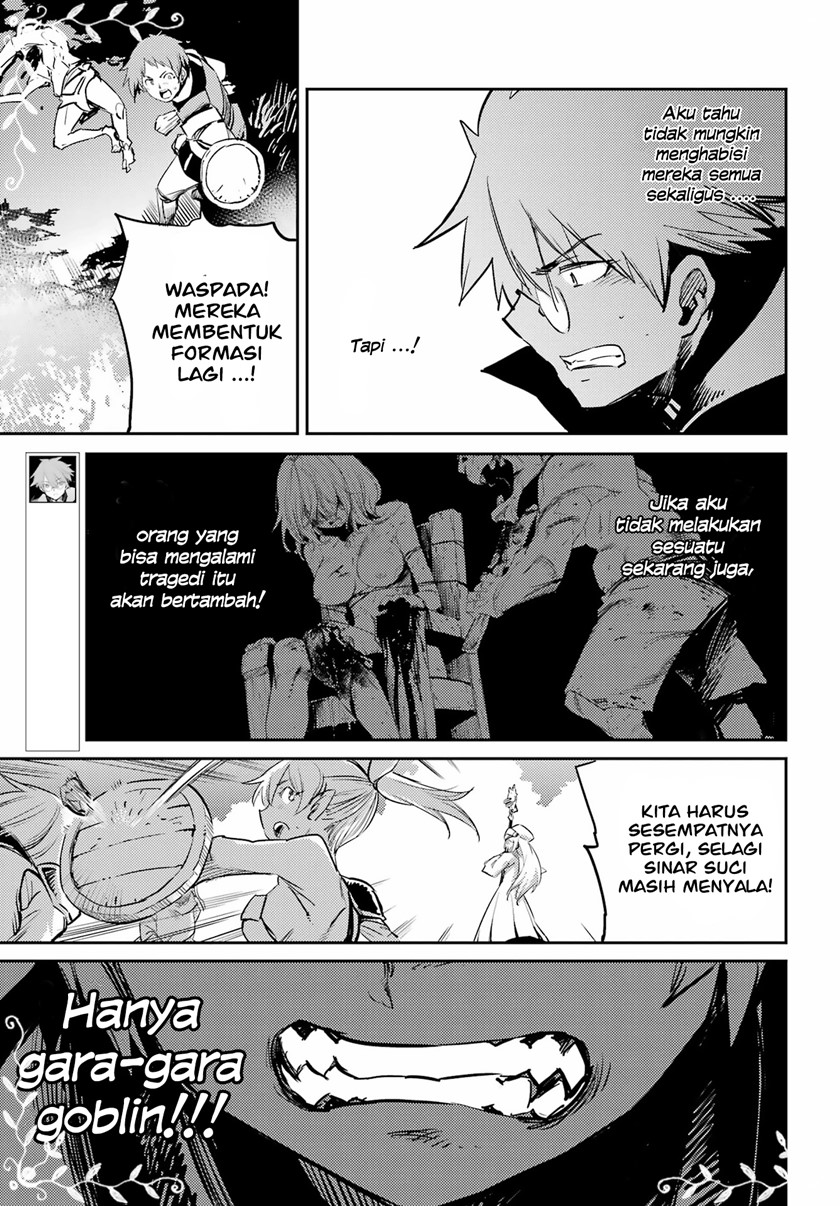 Aku tahu
tidak mungkin
menghabisi
mereka semua
sekaligus ....
Tapi ...!
WASPADA!
MEREKA
MEMBENTUK
FORMASI
LAGI ...!
Jika aku
tidak melakukan
sesuatu
sekarang juga,
orang yang
bisa mengalami
tragedi itu
akan bertambah!
KITA HARUS
SESEMPATNYA
PERGI, SELAGI
SINAR SUCI
MASIH MENYALA!
Hanya
gara-gara
goblin!!!